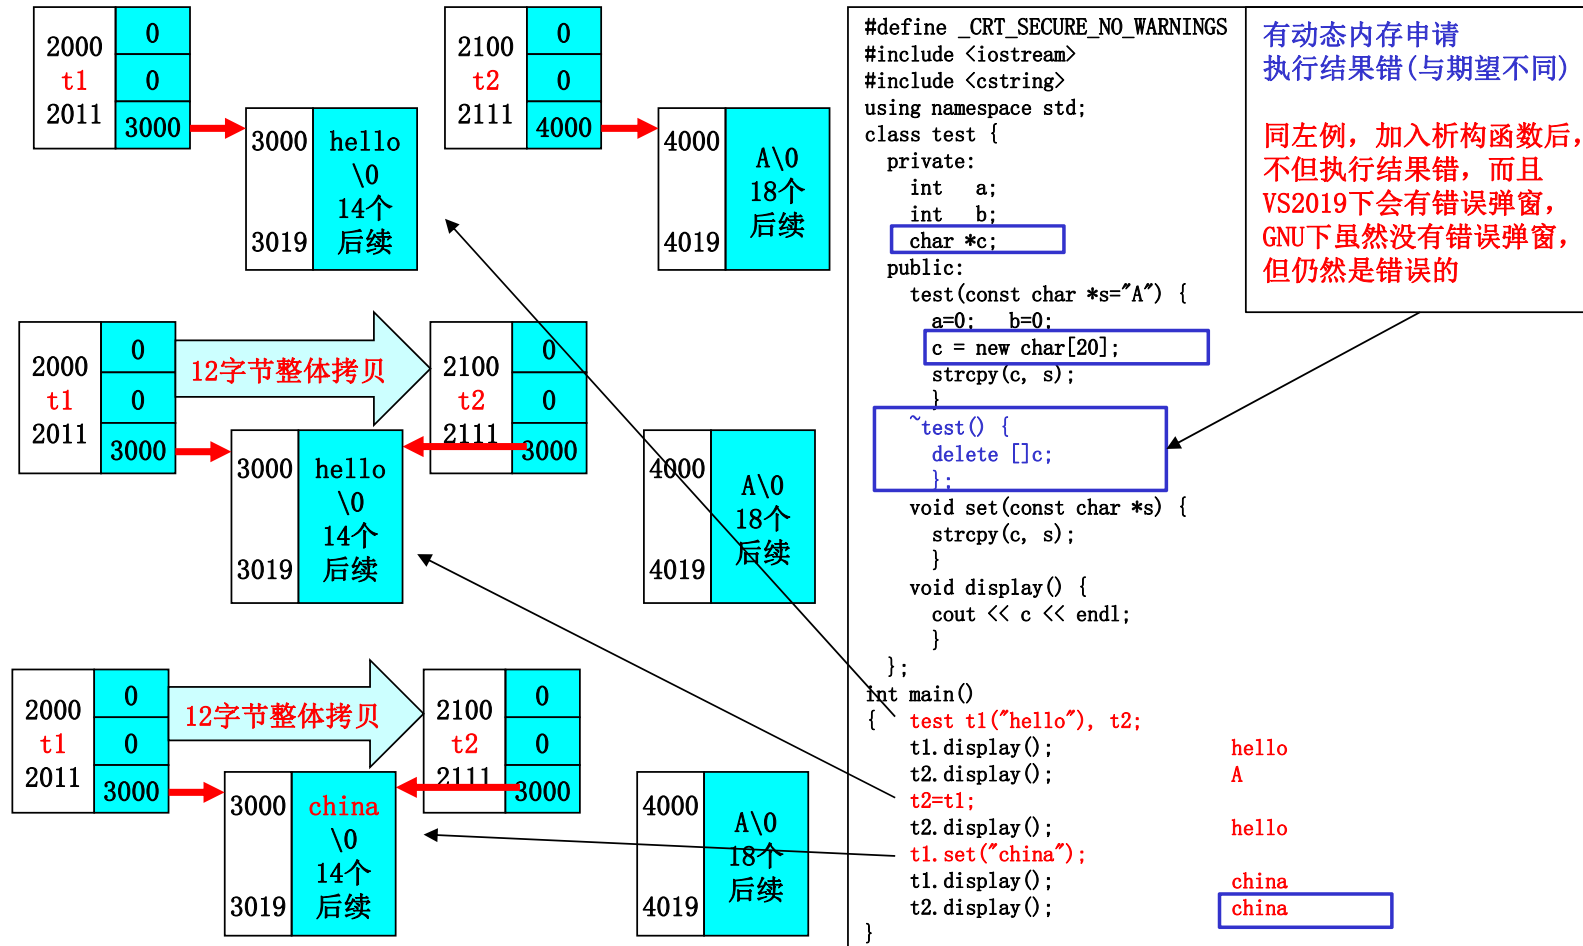 2000
t1
2011
0
0
3000
3000
3019
hello
\0
14个
后续
2100
t2
2111
0
0
4000
4000
4019
A\0
18个
后续
2000
t1
2011
0
0
3000
12字节整体拷贝
2100
t2
2111
0
0
3000
3000
3019
hello
\0
14个
后续
4000
4019
A\0
18个
后续
2000
t1
2011
0
0
3000
12字节整体拷贝
2100
t2
2111
0
0
3000
3000
3019
china
\0
14个
后续
4000
4019
A\0
18个
后续
#define _CRT_SECURE_NO_WARNINGS
#include <iostream>
#include <cstring>
using namespace std;
class test {
private:
int a;
int b;
char *c;
public:
test(const char *s="A") {
a=0; b=0;
c = new char[20];
strcpy(c, s);
}
~test() {
delete []c;
};
void set(const char *s) {
strcpy(c, s);
}
void display() {
cout << c << endl;
}
};
int main()
{ test t1("hello"), t2;
t1.display(); hello
t2.display(); A
t2=t1;
t2.display(); hello
t1.set("china");
t1.display(); china
t2.display(); china
}
有动态内存申请
执行结果错(与期望不同)
同左例，加入析构函数后，
不但执行结果错，而且
VS2019下会有错误弹窗，
GNU下虽然没有错误弹窗，
但仍然是错误的